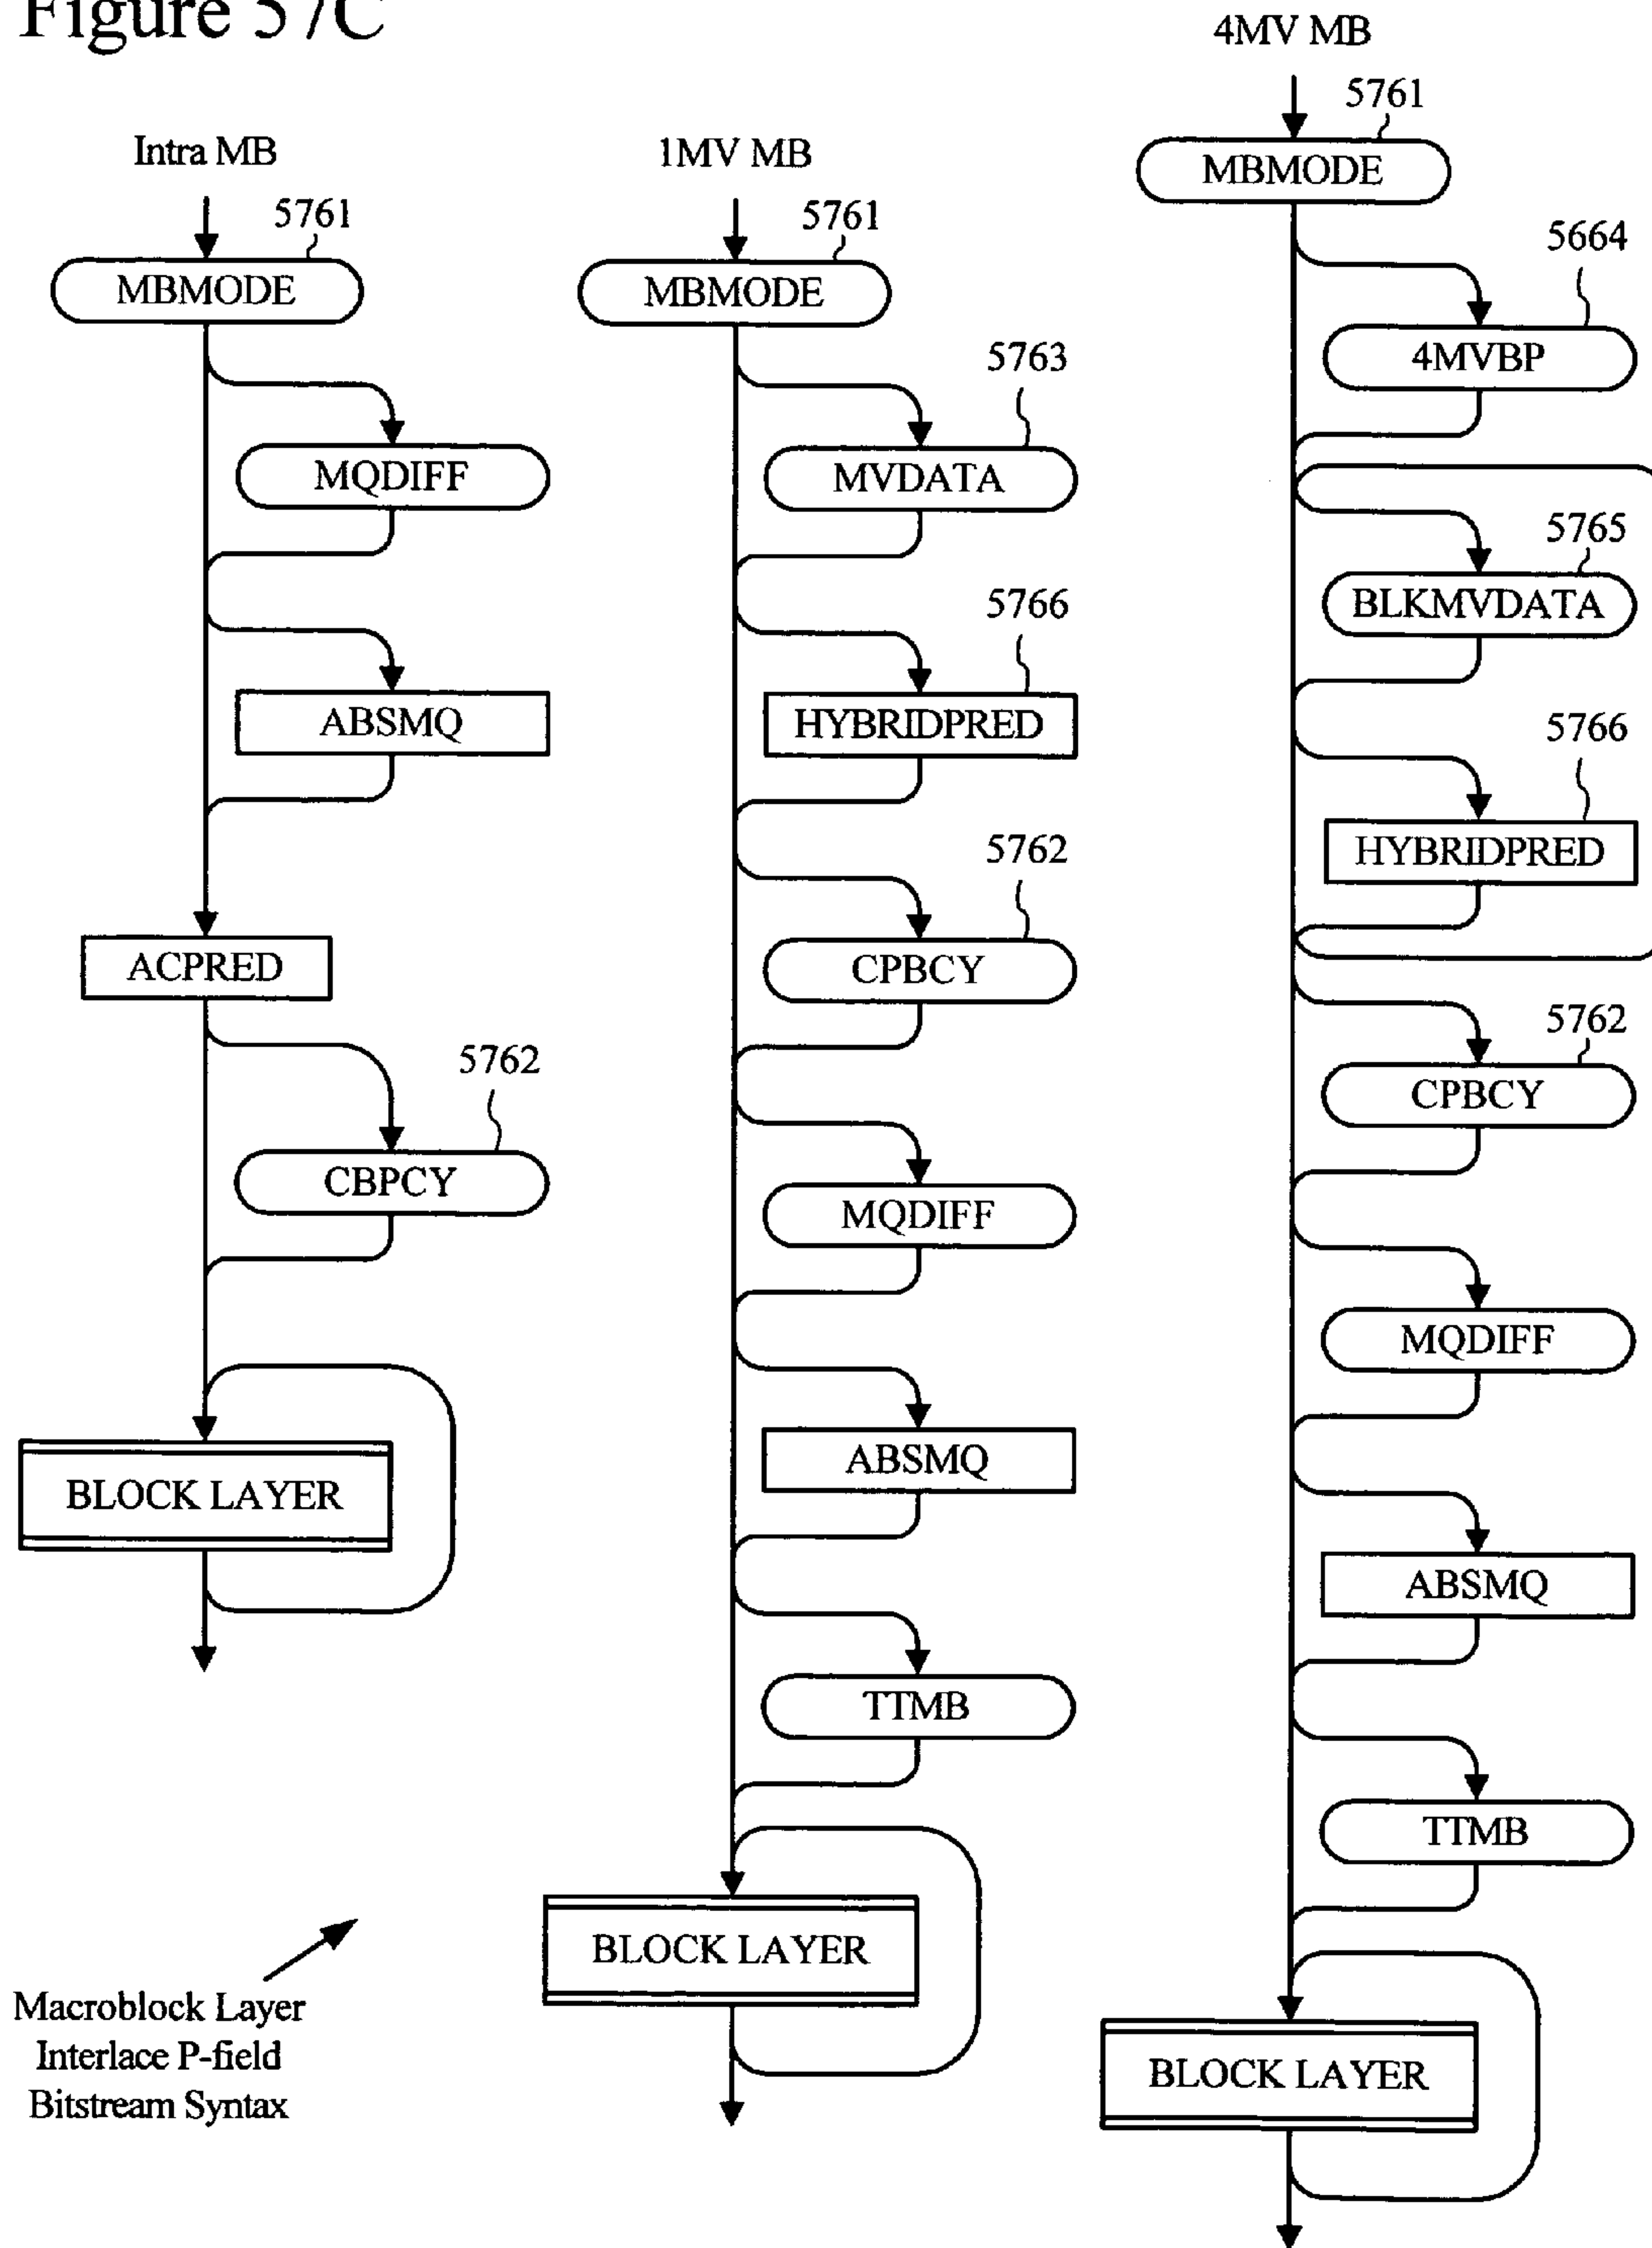 Figure 57C
Intra MB
5761
MBMODE
MQDIFF
ABSMQ
ACPRED
5762
CBPCY
BLOCK LAYER
1MV MB
5761
MBMODE
5763
MVDATA
5766
HYBRIDPRED
5762
CPBCY
MQDIFF
ABSMQ
TTMB
BLOCK LAYER
4MV MB
5761
MBMODE
5664
4MVBP
5765
BLKMVDATA
5766
HYBRIDPRED
5762
CPBCY
MQDIFF
ABSMQ
TTMB
BLOCK LAYER
Macroblock Layer
Interlace P-field
Bitstream Syntax